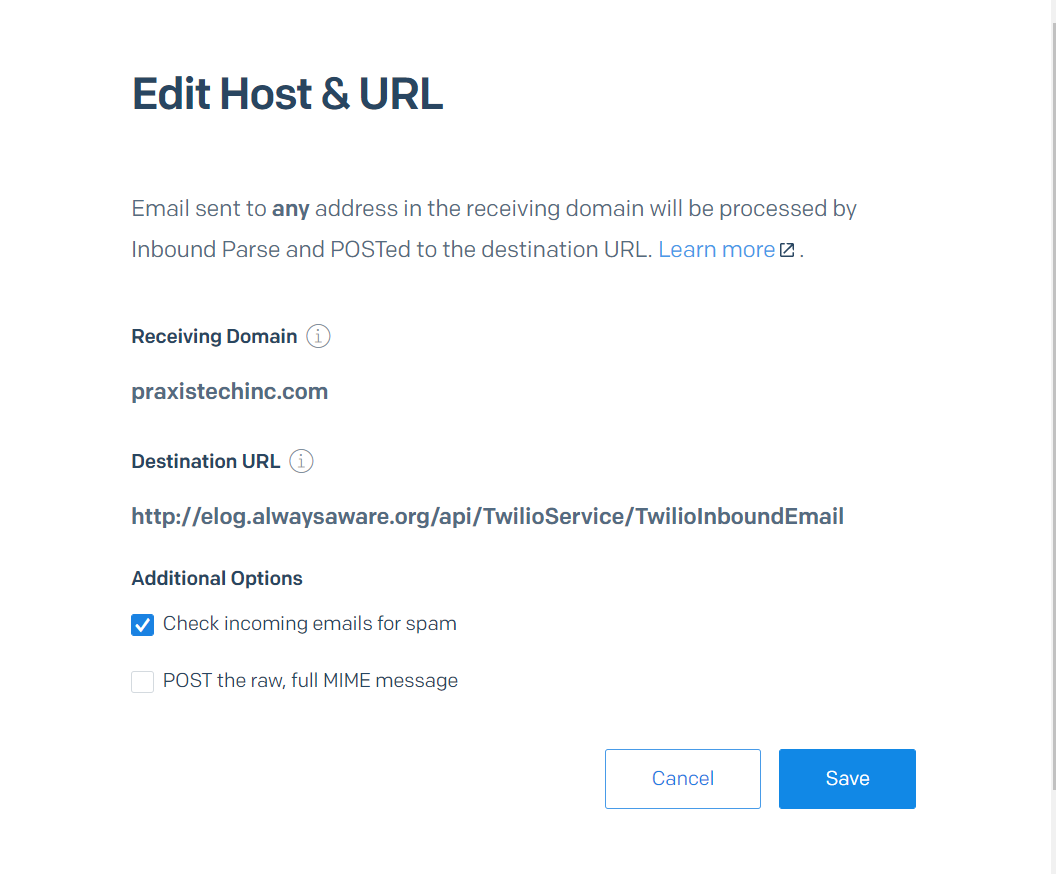 Edit Host & URL
Email sent to any address in the receiving domain will be processed by
Inbound Parse and POSTed to the destination URL. Learn more .
Receiving Domain
praxistechinc.com
Destination URL
http://elog.alwaysaware.org/api/TwilioService/TwilioInboundEmail
Additional Options
Check incoming emails for spam
POST the raw, full MIME message
Cancel Save